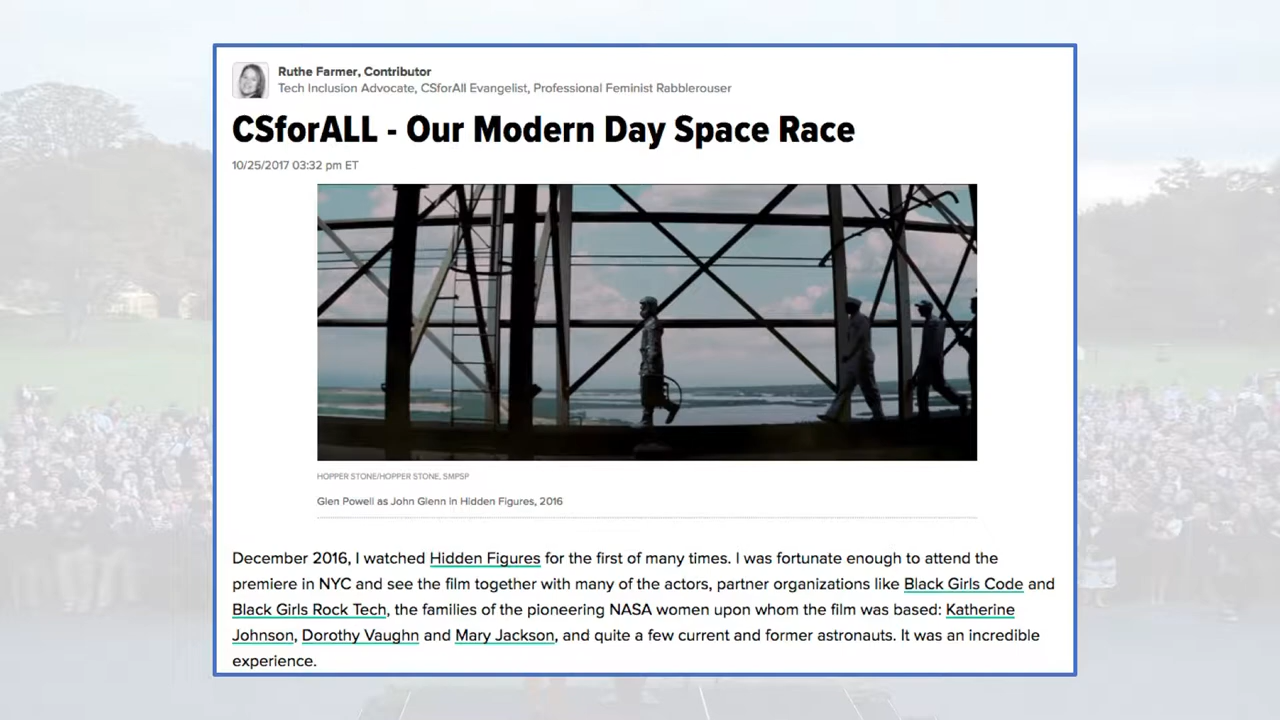 Ruthe Farmer, Contributor
Tech Inclusion Advocate, CSforAll Evangelist, Professional Feminist Rabblerouser
CSforALL - Our Modern Day Space Race
10/25/2017 03:32 pm ET
HOPPER STONE/HOPPER STONE, SMPSP
Glen Powell as John Glenn in Hidden Figures, 2016
December 2016, I watched Hidden Figures for the first of many times. I was fortunate enough to attend the
premiere in NYC and see the film together with many of the actors, partner organizations like Black Girls Code and
Black Girls Rock Tech, the families of the pioneering NASA women upon whom the film was based: Katherine
Johnson, Dorothy Vaughn and Mary Jackson, and quite a few current and former astronauts. It was an incredible
experience.